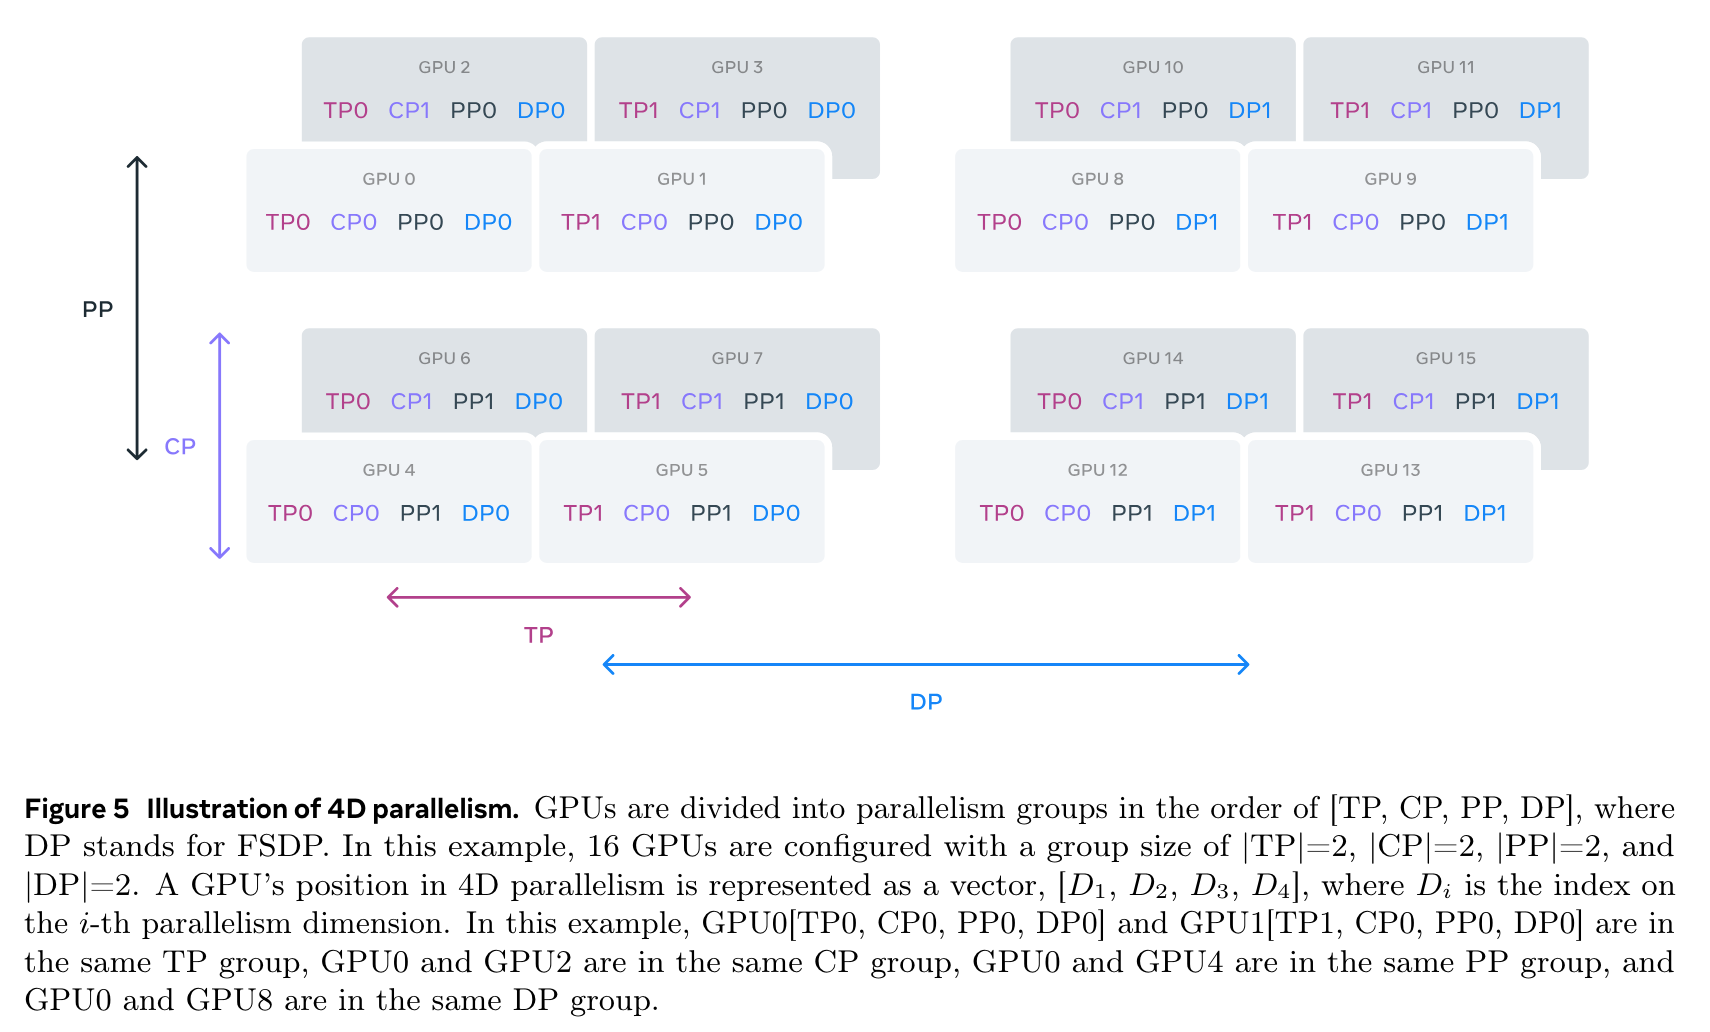 GPU 2 GPU 3 GPU 10 GPU 11
TP0 CP1 PP0 DP0 TP1 CP1 PP0 DP0 TP0 CP1 PP0 DP1 TP1 CP1 PP0 DP1
GPU 0 GPU 1 GPU 8 GPU 9
TP0 CP0 PP0 DP0 TP1 CP0 PP0 DP0 TP0 CP0 PP0 DP1 TP1 CP0 PP0 DP1
PP
GPU 6 GPU 7 GPU 14 GPU 15
TP0 CP1 PP1 DP0 TP1 CP1 PP1 DP0 TP0 CP1 PP1 DP1 TP1 CP1 PP1 DP1
CP
GPU 4 GPU 5 GPU 12 GPU 13
TP0 CP0 PP1 DP0 TP1 CP0 PP1 DP0 TP0 CP0 PP1 DP1 TP1 CP0 PP1 DP1
TP
DP
Figure 5 Illustration of 4D parallelism. GPUs are divided into parallelism groups in the order of [TP, CP, PP, DP], where
DP stands for FSDP. In this example, 16 GPUs are configured with a group size of |TP|=2, |CP|=2, |PP|=2, and
|DP|=2. A GPU's position in 4D parallelism is represented as a vector, [D₁, D₂, D₃, D₄], where Dᵢ is the index on
the i-th parallelism dimension. In this example, GPU0[TP0, CP0, PP0, DP0] and GPU1[TP1, CP0, PP0, DP0] are in
the same TP group, GPU0 and GPU2 are in the same CP group, GPU0 and GPU4 are in the same PP group, and
GPU0 and GPU8 are in the same DP group.